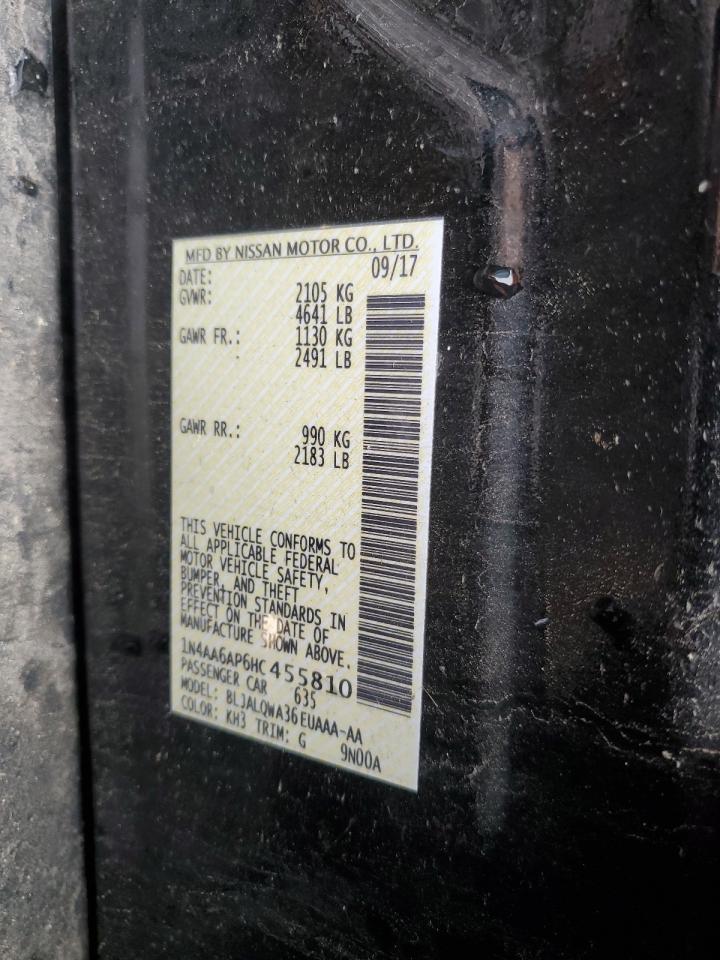 MFD BY NISSAN MOTOR CO., LTD.
DATE: 09/17
GVWR: 2105 KG
4641 LB
GAWR FR.: 1130 KG
2491 LB
GAWR RR.: 990 KG
2183 LB
THIS VEHICLE CONFORMS TO
ALL APPLICABLE FEDERAL
MOTOR VEHICLE SAFETY,
BUMPER, AND THEFT
PREVENTION STANDARDS IN
EFFECT ON THE DATE OF
MANUFACTURE SHOWN ABOVE.
1N4AA6AP6HC455810
PASSENGER CAR 635
MODEL: BLJALQWA36EUAAA-AA
COLOR: KH3 TRIM: G 9N00A